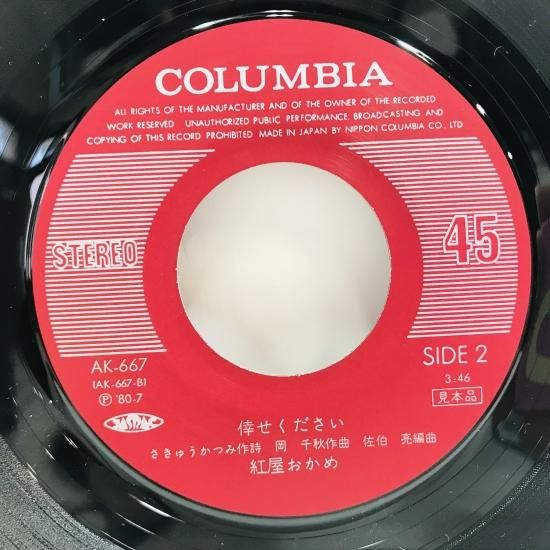 COLUMBIA
ALL RIGHTS OF THE MANUFACTURER AND OF THE OWNER OF THE RECORDED
WORK RESERVED UNAUTHORIZED PUBLIC PERFORMANCE, BROADCASTING AND
COPYING OF THIS RECORD PROHIBITED MADE IN JAPAN BY NIPPON COLUMBIA CO., LTD
STEREO
45
AK-667
(AK-667-B)
Ⓟ '80-7
JASRAC
SIDE 2
3:46
見本品
倖せください
さきゅうかつみ作詩 岡 千秋作曲 佐伯 亮編曲
紅屋おかめ